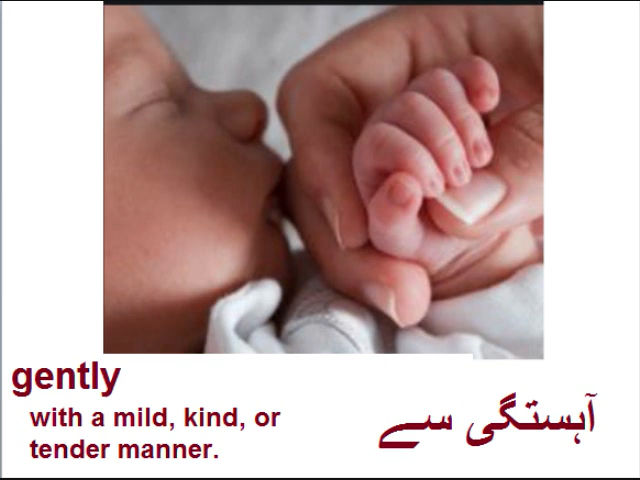 gently
with a mild, kind, or
tender manner.
آہستگی سے